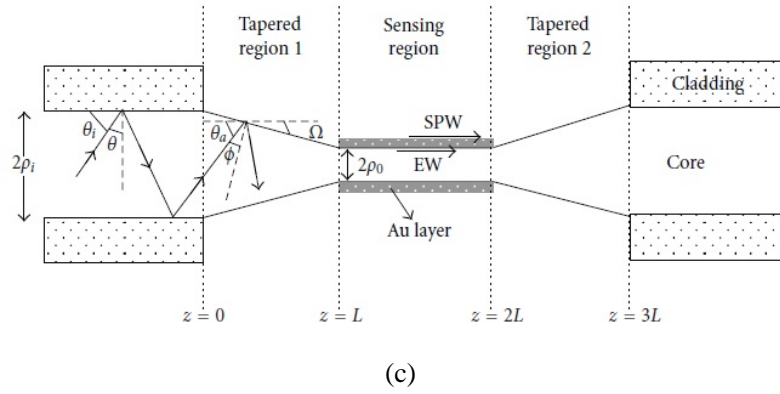 Tapered
region 1
Sensing
region
Tapered
region 2
Cladding
SPW
θi
θ
θa
ϕ
Ω
2ρi
2ρ0
EW
Core
Au layer
z = 0
z = L
z = 2L
z = 3L
(c)